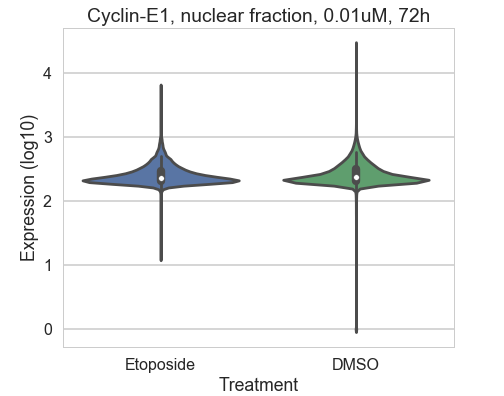 Cyclin-E1, nuclear fraction, 0.01uM, 72h
Expression (log10)
4
3
2
1
0
Etoposide DMSO
Treatment